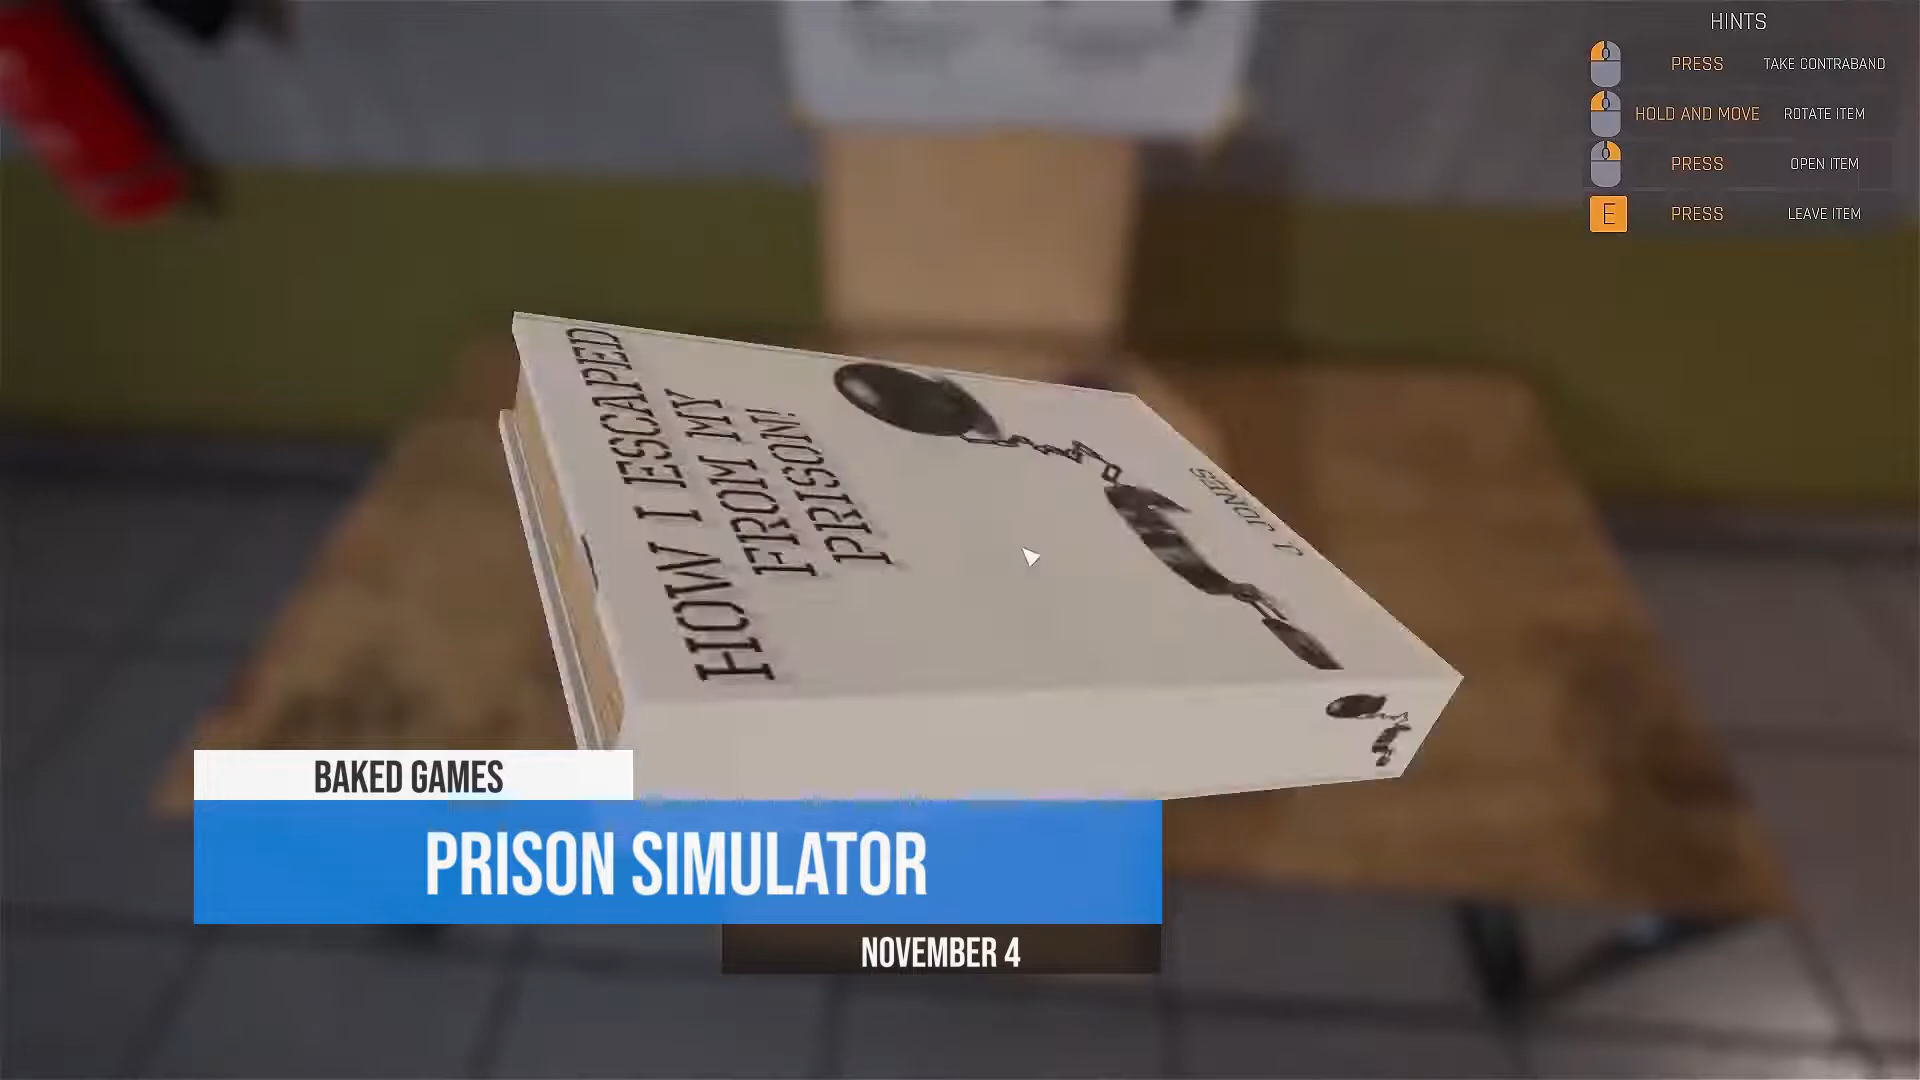 HINTS
PRESS TAKE CONTRABAND
HOLD AND MOVE ROTATE ITEM
PRESS OPEN ITEM
E PRESS LEAVE ITEM
HOW I ESCAPED
FROM MY
PRISON!
J. JONES
BAKED GAMES
PRISON SIMULATOR
NOVEMBER 4